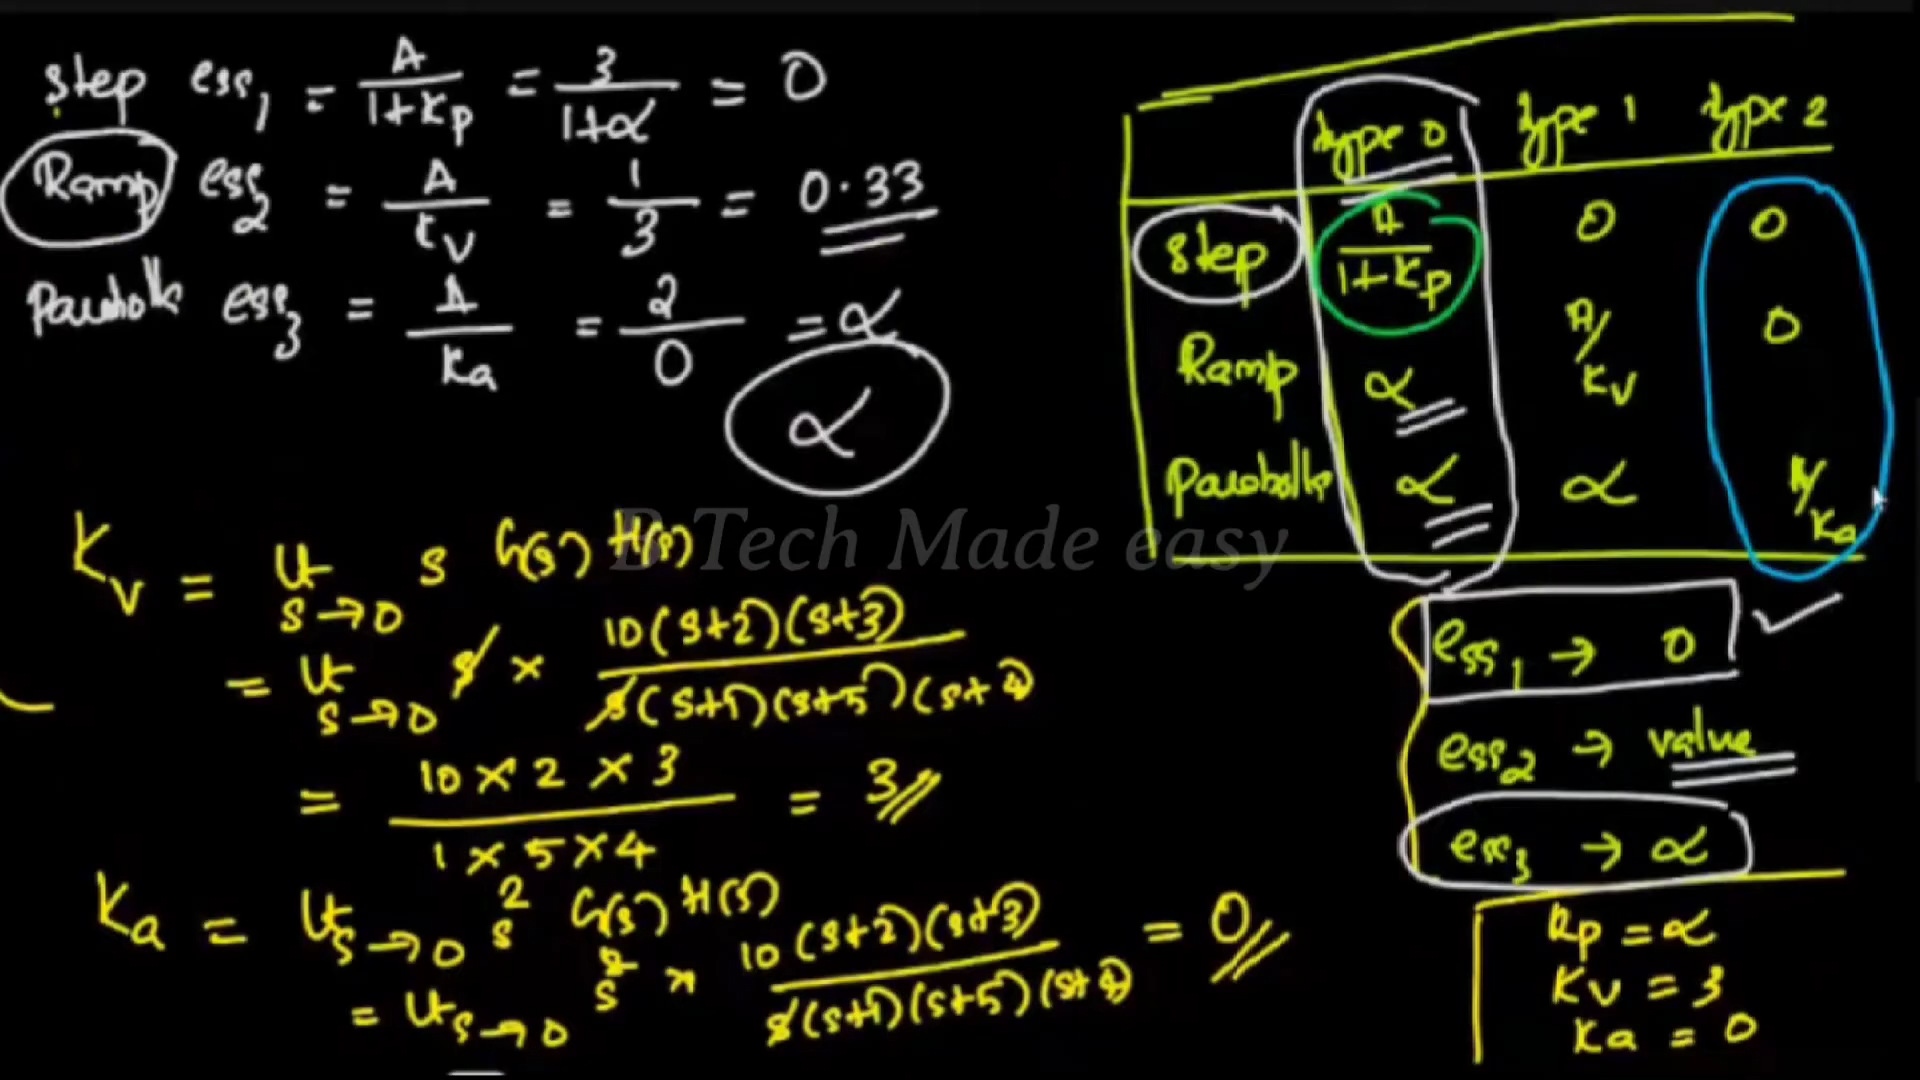 step ess1 = A/(1+Kp) = 3/(1+α) = 0
Ramp ess2 = A/Kv = 1/3 = 0.33
Parabolic ess3 = A/Ka = 2/0 = α
α
Kv = Lt s→0 s G(s) H(s)
= Lt s→0 s × 10(s+2)(s+3) / s(s+1)(s+5)(s+4)
= 10 × 2 × 3 / 1 × 5 × 4 = 3
Ka = Lt s→0 s² G(s) H(s)
= Lt s→0 s² × 10(s+2)(s+3) / s(s+1)(s+5)(s+4) = 0
type 0 type 1 type 2
step A/(1+Kp) 0 0
Ramp α A/Kv 0
Parabolic α α A/Ka
ess1 → 0
ess2 → value
ess3 → α
Kp = α
Kv = 3
Ka = 0
B Tech Made easy